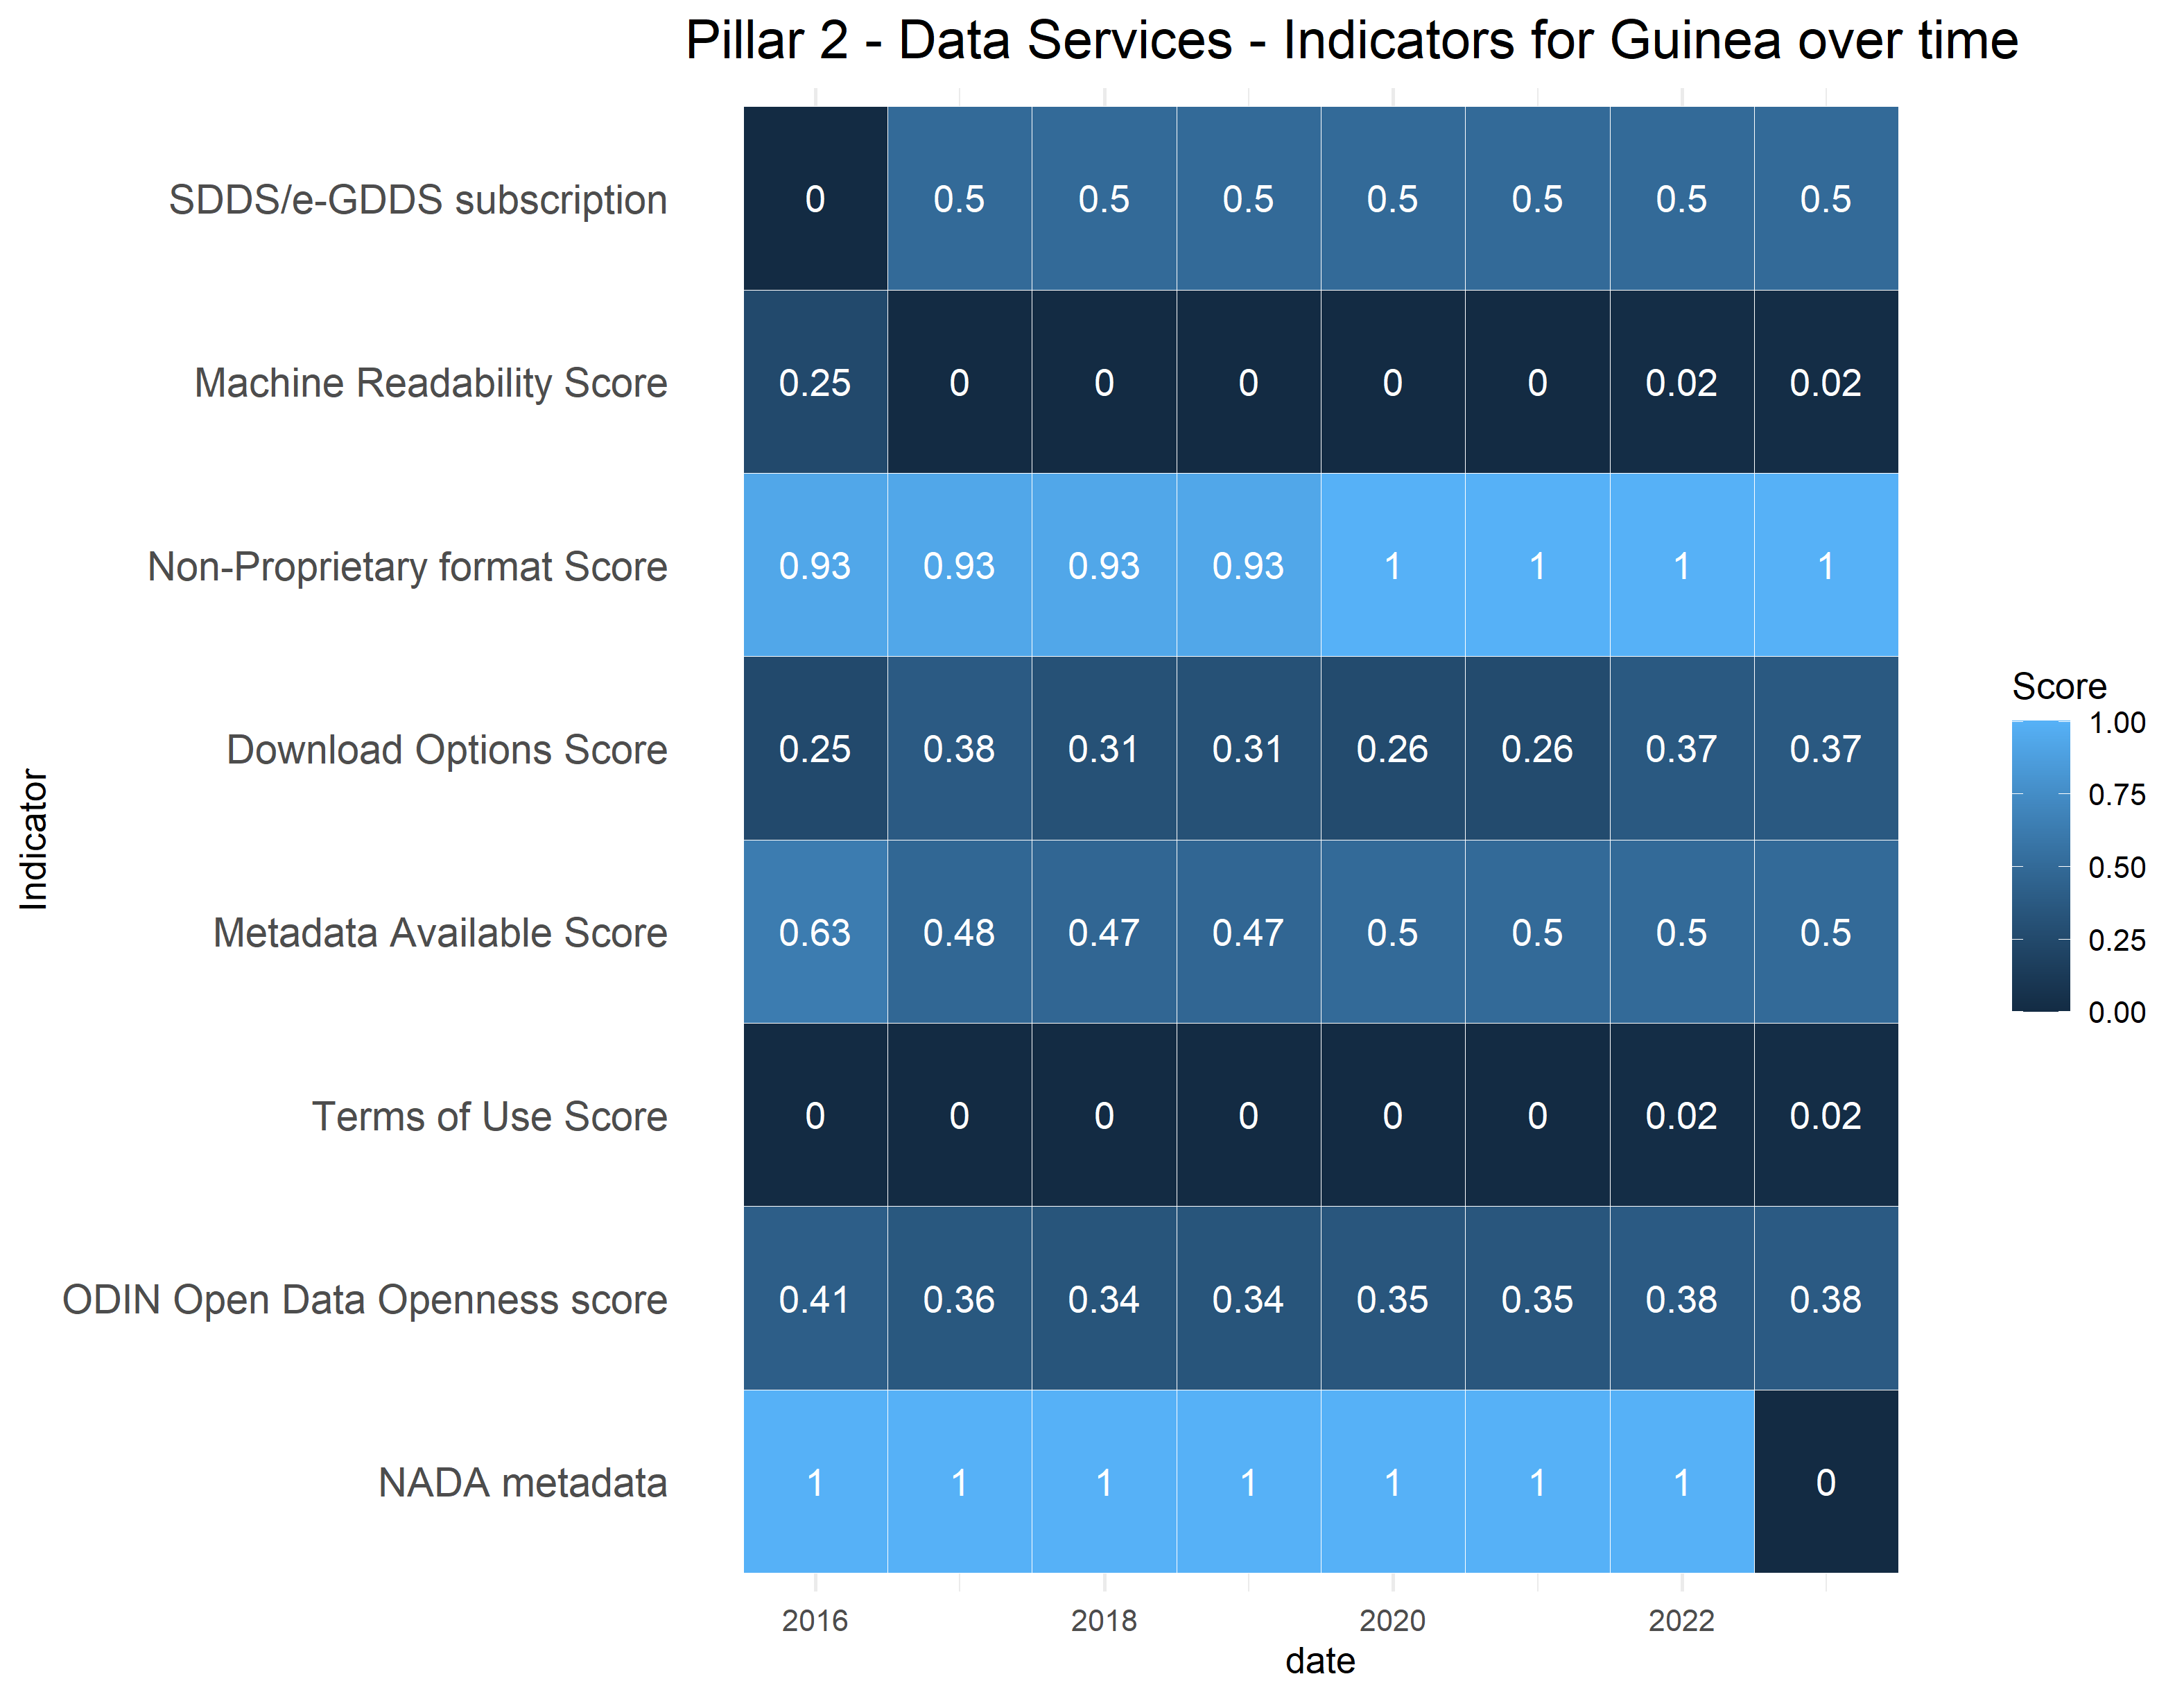 Pillar 2 - Data Services - Indicators for Guinea over time
Indicator
SDDS/e-GDDS subscription 0 0.5 0.5 0.5 0.5 0.5 0.5 0.5
Machine Readability Score 0.25 0 0 0 0 0 0.02 0.02
Non-Proprietary format Score 0.93 0.93 0.93 0.93 1 1 1 1
Download Options Score 0.25 0.38 0.31 0.31 0.26 0.26 0.37 0.37
Metadata Available Score 0.63 0.48 0.47 0.47 0.5 0.5 0.5 0.5
Terms of Use Score 0 0 0 0 0 0 0.02 0.02
ODIN Open Data Openness score 0.41 0.36 0.34 0.34 0.35 0.35 0.38 0.38
NADA metadata 1 1 1 1 1 1 1 0
2016 2018 2020 2022
date
Score
1.00
0.75
0.50
0.25
0.00